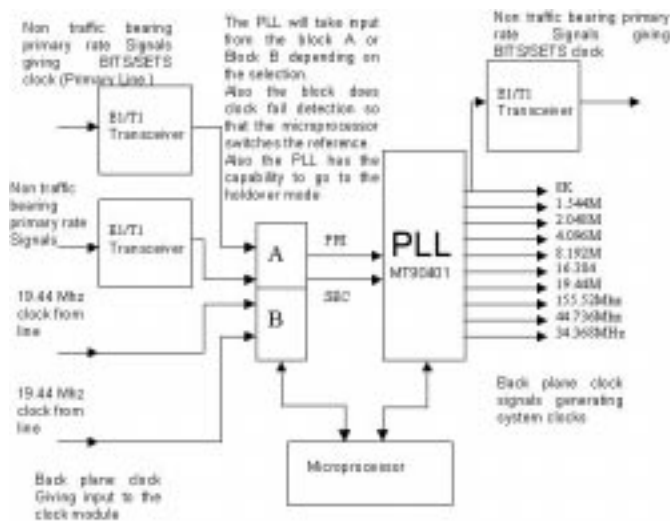 Non traffic bearing
primary rate Signals
giving BITS/SETS
clock (Primary Line )
The PLL will take input
from the block A or
Block B depending on
the selection.
Also the block does
clock fail detection so
that the microprocessor
switches the reference
Also the PLL has the
capability to go to the
holdover mode
Non traffic bearing primary
rate Signals giving
BITS/SETS clock
E1/T1
Transceiver
E1/T1
Transceiver
Non traffic
bearing
primary rate
Signals
E1/T1
Transceiver
A
B
PRI
SEC
PLL
MT90401
8K
1.544M
2.048M
4.096M
8.192M
16.384
19.44M
155.52Mhz
44.736Mhz
34.368MHz
19.44 Mhz
clock from
line
19.44 Mhz
clock from
line
Back plane clock
signals generating
system clocks
Microprocessor
Back plane clock
Giving input to the
clock module